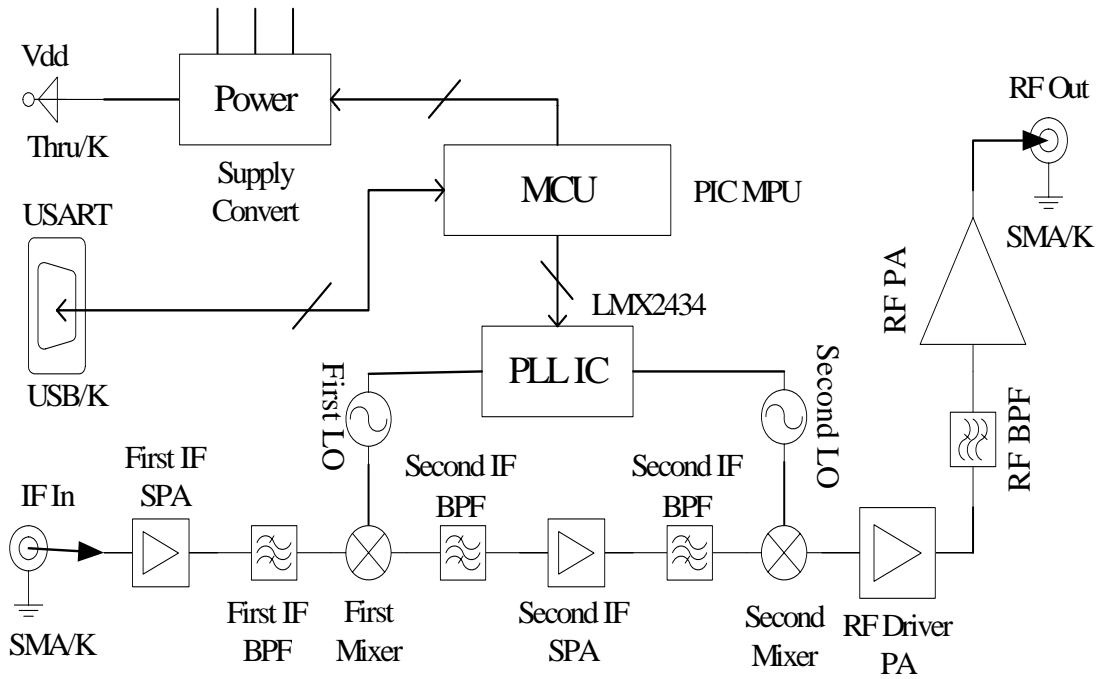 Vdd
Thru/K
Power
Supply
Convert
MCU
PIC MPU
USART
USB/K
LMX2434
PLL IC
First LO
Second LO
RF Out
SMA/K
RF PA
RF BPF
IF In
SMA/K
First IF
SPA
First IF
BPF
First
Mixer
Second IF
BPF
Second IF
SPA
Second IF
BPF
Second
Mixer
RF Driver
PA